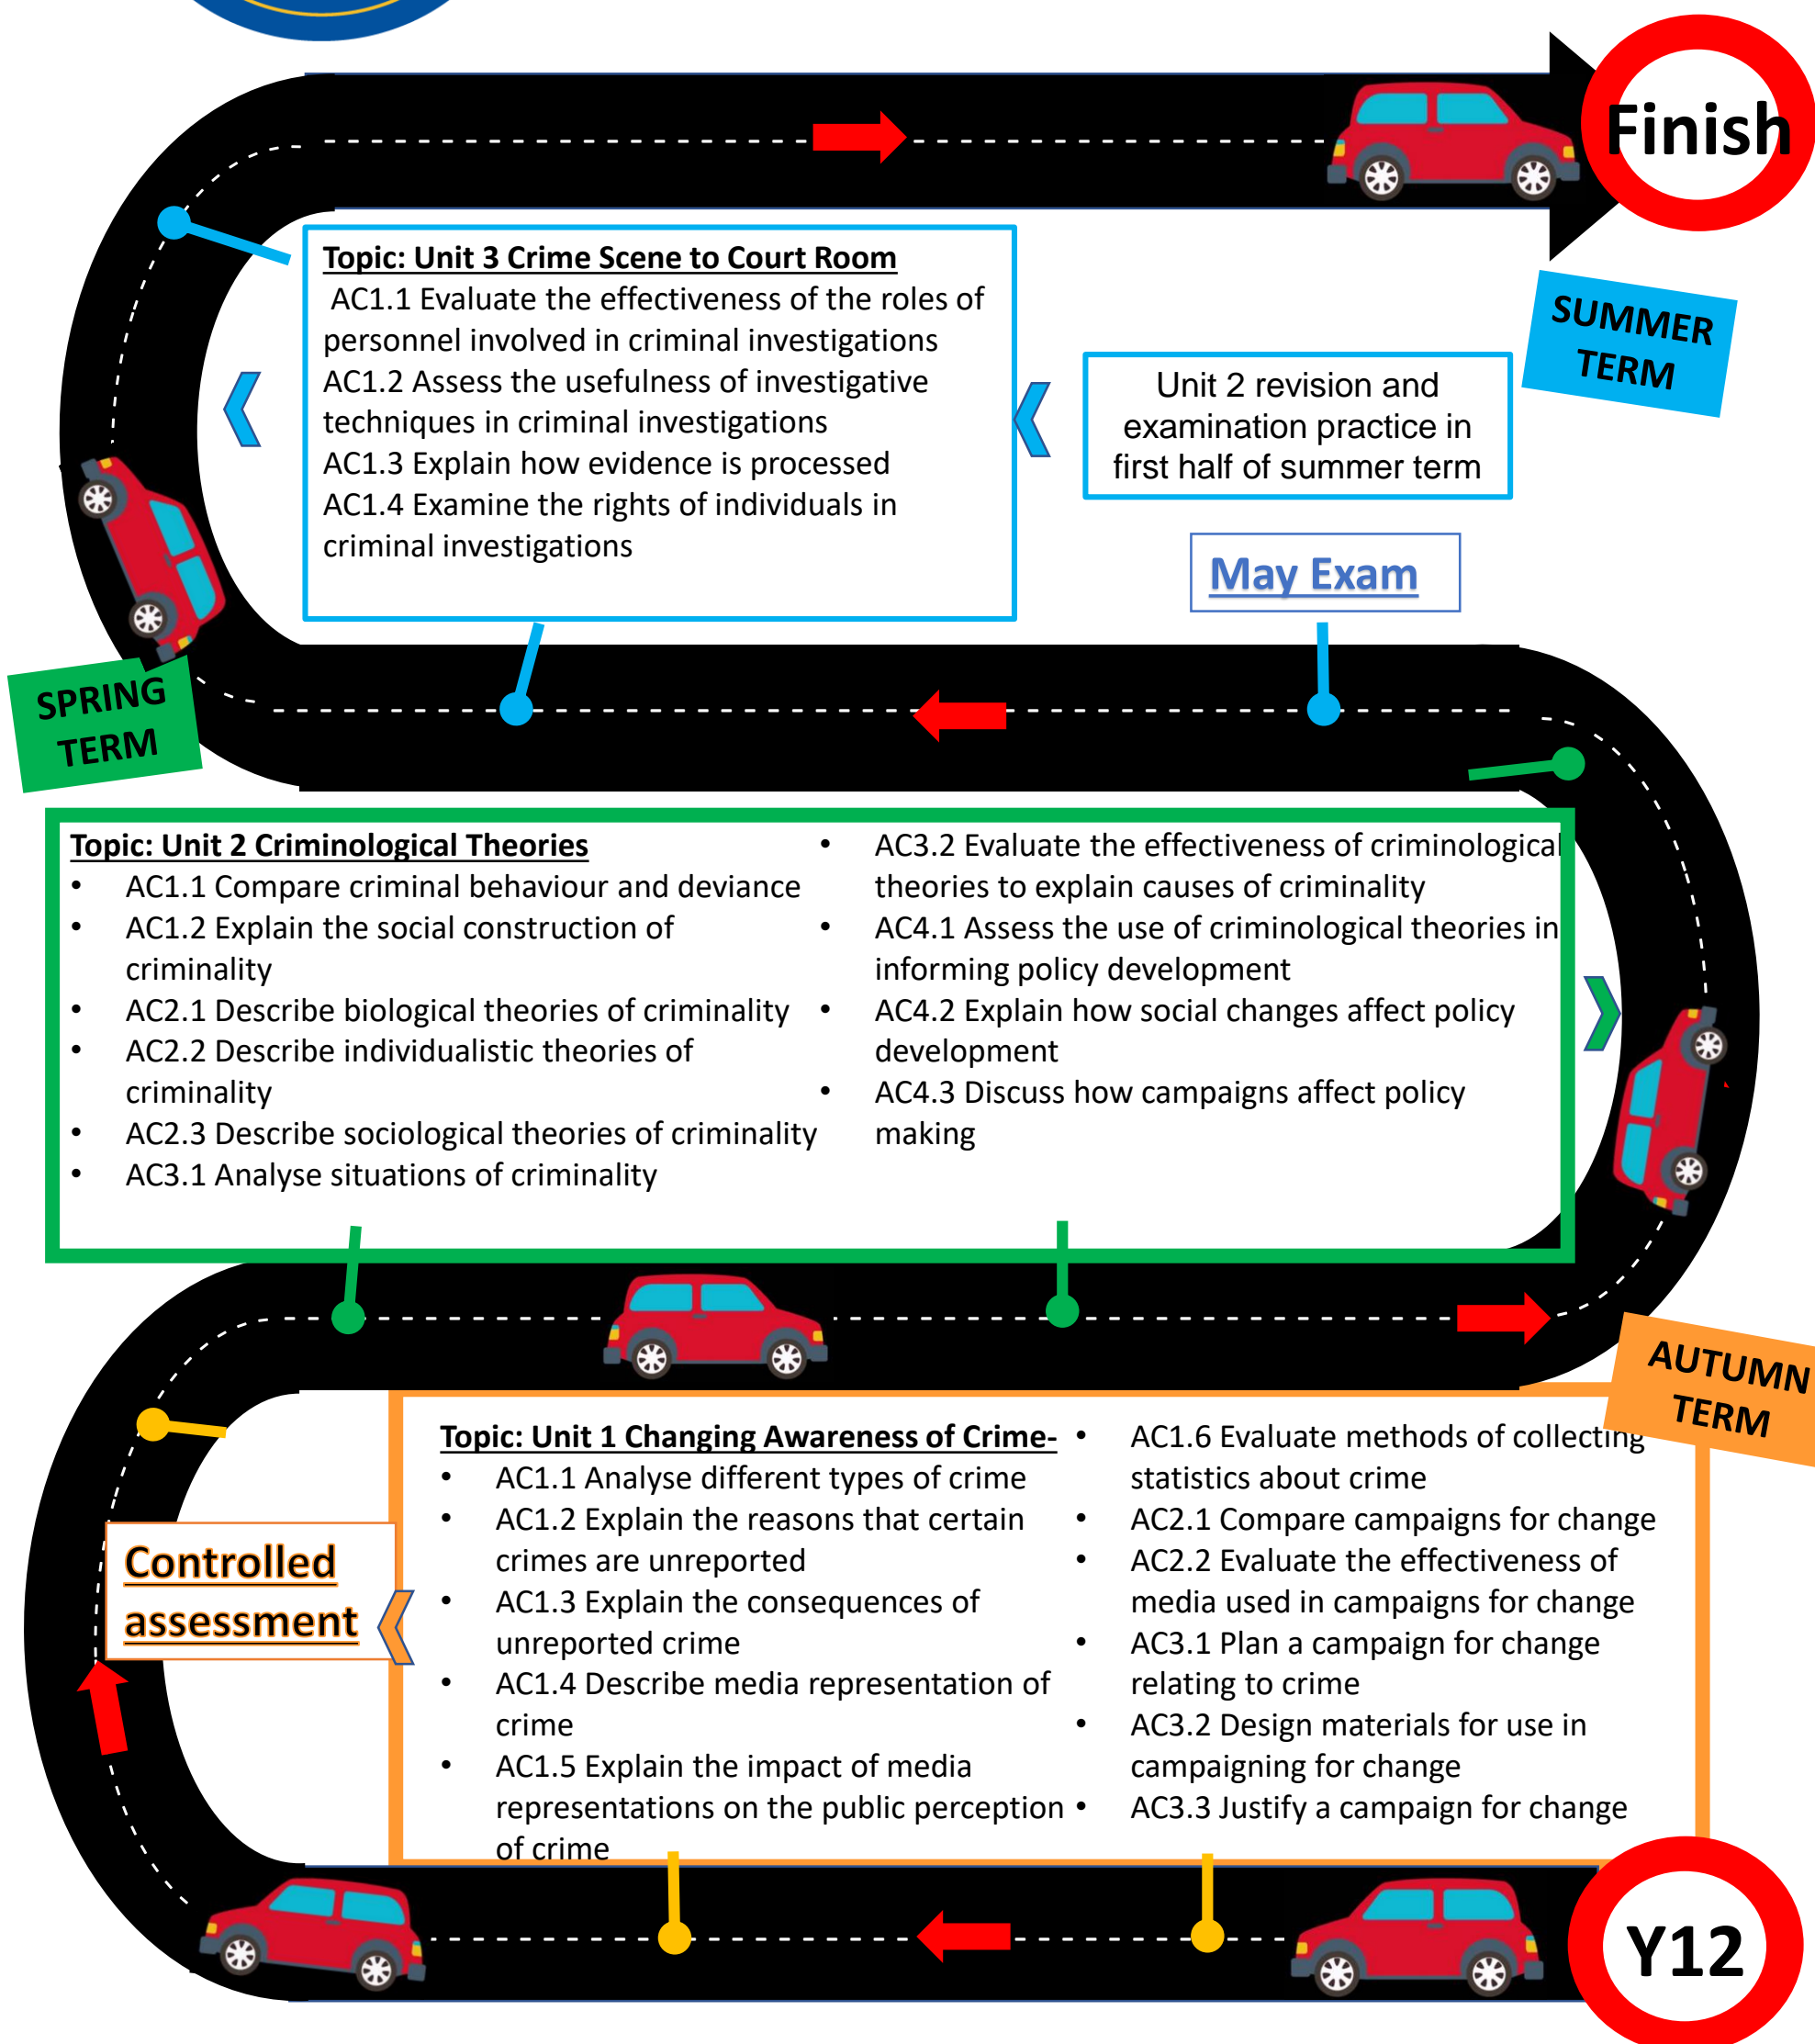 Finish
Topic: Unit 3 Crime Scene to Court Room
AC1.1 Evaluate the effectiveness of the roles of
personnel involved in criminal investigations
AC1.2 Assess the usefulness of investigative
techniques in criminal investigations
AC1.3 Explain how evidence is processed
AC1.4 Examine the rights of individuals in
criminal investigations
SUMMER
TERM
Unit 2 revision and
examination practice in
first half of summer term
May Exam
SPRING
TERM
Topic: Unit 2 Criminological Theories
• AC1.1 Compare criminal behaviour and deviance
• AC1.2 Explain the social construction of
criminality
• AC2.1 Describe biological theories of criminality
• AC2.2 Describe individualistic theories of
criminality
• AC2.3 Describe sociological theories of criminality
• AC3.1 Analyse situations of criminality
• AC3.2 Evaluate the effectiveness of criminological
theories to explain causes of criminality
• AC4.1 Assess the use of criminological theories in
informing policy development
• AC4.2 Explain how social changes affect policy
development
• AC4.3 Discuss how campaigns affect policy
making
AUTUMN
TERM
Topic: Unit 1 Changing Awareness of Crime-
• AC1.1 Analyse different types of crime
• AC1.2 Explain the reasons that certain
crimes are unreported
• AC1.3 Explain the consequences of
unreported crime
• AC1.4 Describe media representation of
crime
• AC1.5 Explain the impact of media
representations on the public perception
of crime
• AC1.6 Evaluate methods of collecting
statistics about crime
• AC2.1 Compare campaigns for change
• AC2.2 Evaluate the effectiveness of
media used in campaigns for change
• AC3.1 Plan a campaign for change
relating to crime
• AC3.2 Design materials for use in
campaigning for change
• AC3.3 Justify a campaign for change
Controlled
assessment
Y12